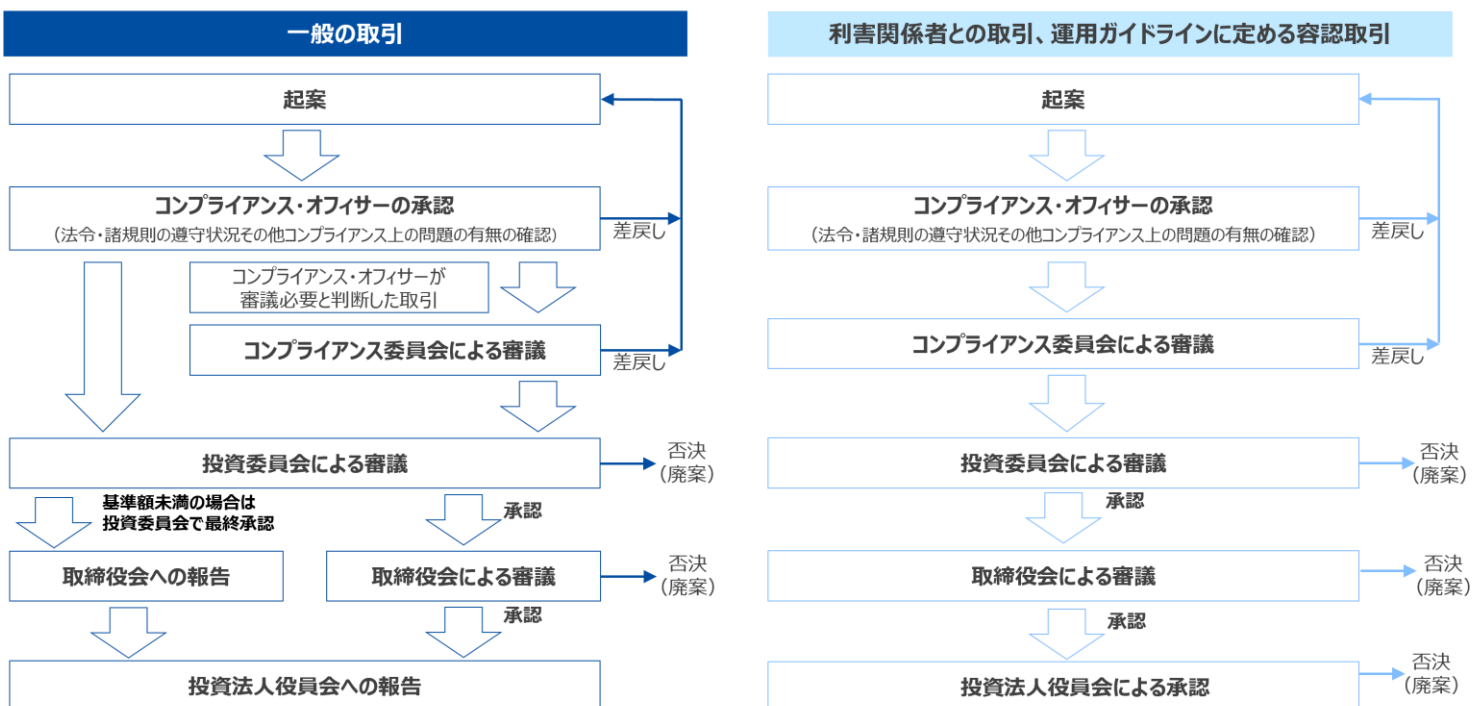 一般の取引
起案
コンプライアンス・オフィサーの承認
（法令・諸規則の遵守状況その他コンプライアンス上の問題の有無の確認）
差戻し
コンプライアンス・オフィサーが
審議必要と判断した取引
コンプライアンス委員会による審議
差戻し
投資委員会による審議
否決
（廃案）
基準額未満の場合は
投資委員会で最終承認
承認
取締役会への報告
取締役会による審議
否決
（廃案）
承認
投資法人役員会への報告
利害関係者との取引、運用ガイドラインに定める容認取引
起案
コンプライアンス・オフィサーの承認
（法令・諸規則の遵守状況その他コンプライアンス上の問題の有無の確認）
差戻し
コンプライアンス委員会による審議
差戻し
投資委員会による審議
否決
（廃案）
承認
取締役会による審議
否決
（廃案）
承認
投資法人役員会による承認
否決
（廃案）